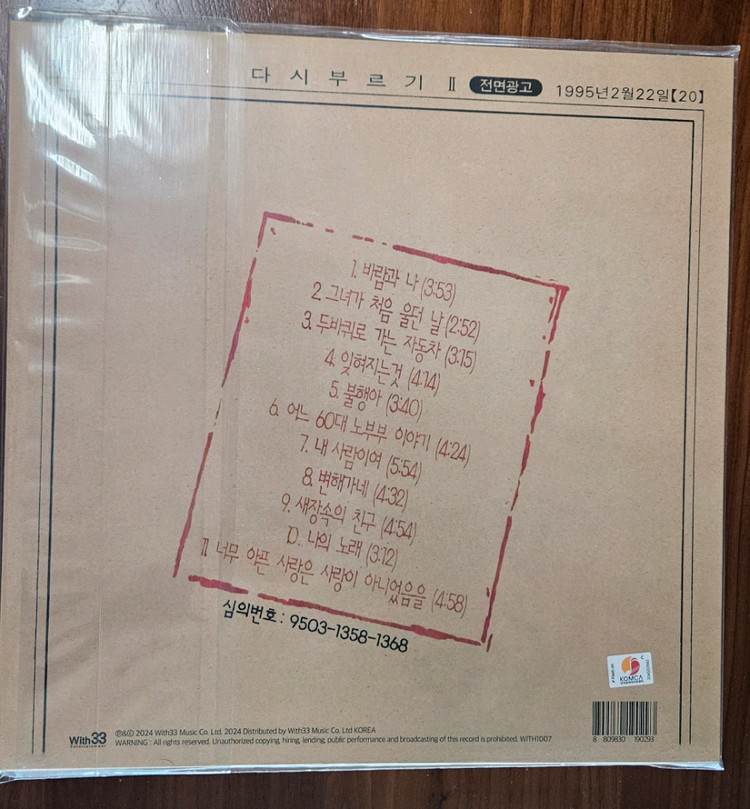 다시부르기 Ⅱ 전면광고 1995년2월22일【20】
1. 바람과 나 (3:53)
2. 그녀가 처음 울던 날 (2:52)
3. 두바퀴로 가는 자동차 (3:15)
4. 잊혀지는것 (4:14)
5. 불행아 (3:40)
6. 어느 60대 노부부 이야기 (4:24)
7. 내 사람이여 (5:54)
8. 변해가네 (4:32)
9. 새장속의 친구 (4:54)
10. 나의 노래 (3:12)
11 너무 아픈 사랑은 사랑이 아니었음을 (4:58)
심의번호 : 9503-1358-1368
KOMCA
With33
Entertainment
℗&© 2024 With33 Music Co. Ltd. 2024 Distributed by With33 Music Co. Ltd KOREA
WARNING : All rights reserved. Unauthorized copying, hiring, lending, public performance and broadcasting of this record is prohibited. WITH1007
8 809830 190293